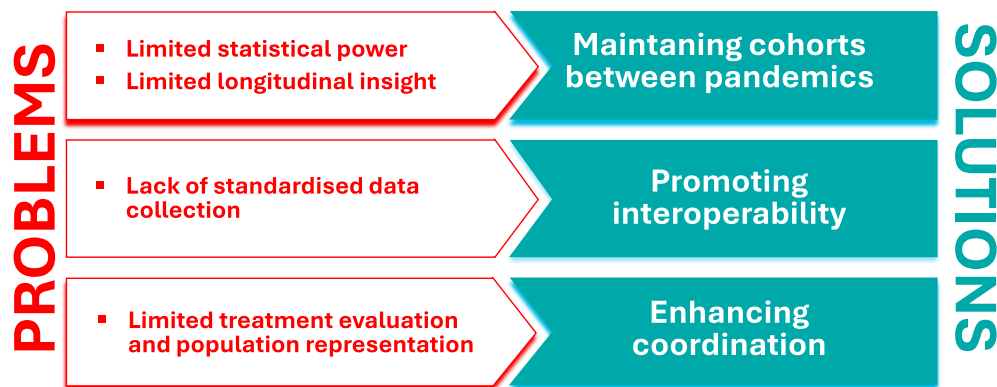 PROBLEMS
▪ Limited statistical power
▪ Limited longitudinal insight
Maintaning cohorts
between pandemics
▪ Lack of standardised data
collection
Promoting
interoperability
▪ Limited treatment evaluation
and population representation
Enhancing
coordination
SOLUTIONS